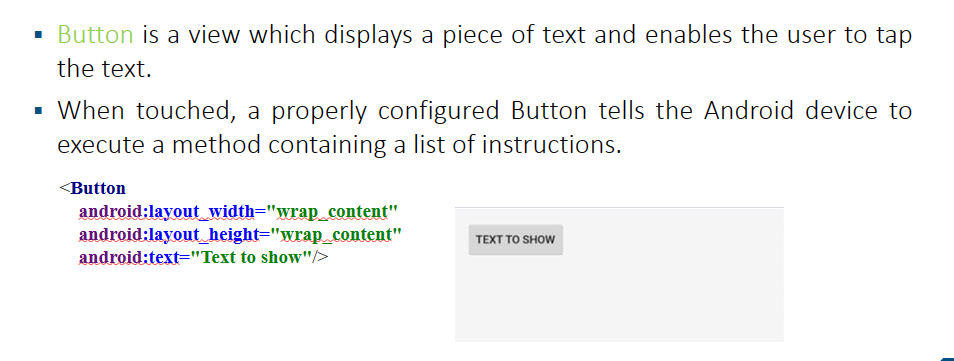 ▪ Button is a view which displays a piece of text and enables the user to tap
the text.
▪ When touched, a properly configured Button tells the Android device to
execute a method containing a list of instructions.
<Button
android:layout_width="wrap_content"
android:layout_height="wrap_content"
android:text="Text to show"/>
TEXT TO SHOW